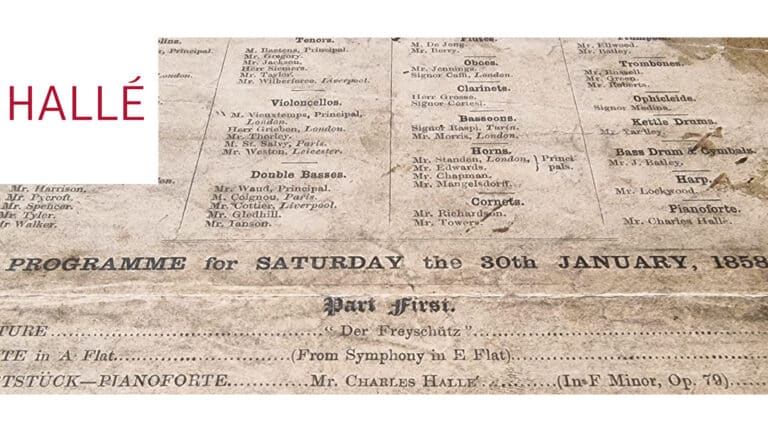 HALLÉ
lins.
s, Principal.
London.
Mr. Harrison.
Mr. Pycroft.
Mr. Spencer.
Mr. Tyler.
Mr Walker.
Tenors.
M. Baetens, Principal.
Mr. Gregory.
Mr. Jackson.
Herr Siemers.
Mr. Taylor.
Mr. Wilberforce, Liverpool.
Violoncellos.
M. Vieuxtemps, Principal,
London.
Herr Grieben, London.
Mr. Thorley.
M. St. Salvy, Paris.
Mr. Weston, Leicester.
Double Basses.
Mr. Waud, Principal.
M. Coignou, Paris.
Mr. Cottier, Liverpool.
Mr. Gledhill.
Mr. Janson.
Flutes.
M. De Jong.
Mr. Berry.
Oboes.
Mr. Jennings.
Signor Caffi, London.
Clarinets.
Herr Grosse.
Signor Cortesi.
Bassoons.
Signor Raspi, Turin.
Mr. Morris, London.
Horns.
Mr. Standen, London,
Mr. Edwards.
Princi
pals.
Mr. Chapman.
Mr. Mangelsdorff.
Cornets.
Mr. Richardson.
Mr. Towers.
Trumpets.
Mr. Ellwood.
Mr. Batley.
Trombones.
Mr. Russell.
Mr. Green.
Mr. Roberts.
Ophicleide.
Signor Medina.
Kettle Drums.
Mr.
Bass Drum & Cymbals.
Mr. J. Batley.
Harp.
Mr. Lockwood.
Pianoforte.
Mr. Charles Hallé.
PROGRAMME for SATURDAY the 30th JANUARY, 1858
Part First.
TURE...................."Der Freyschütz"....................
TE in A Flat....................(From Symphony in E Flat)....................
TSTÜCK—PIANOFORTE...........Mr. CHARLES HALLÉ...........(In F Minor, Op. 79)......